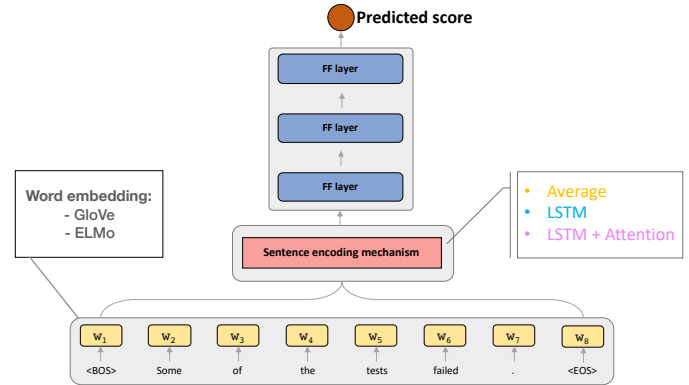 Predicted score
FF layer
FF layer
FF layer
Word embedding:
- GloVe
- ELMo
• Average
• LSTM
• LSTM + Attention
Sentence encoding mechanism
w1 w2 w3 w4 w5 w6 w7 w8
<BOS> Some of the tests failed . <EOS>